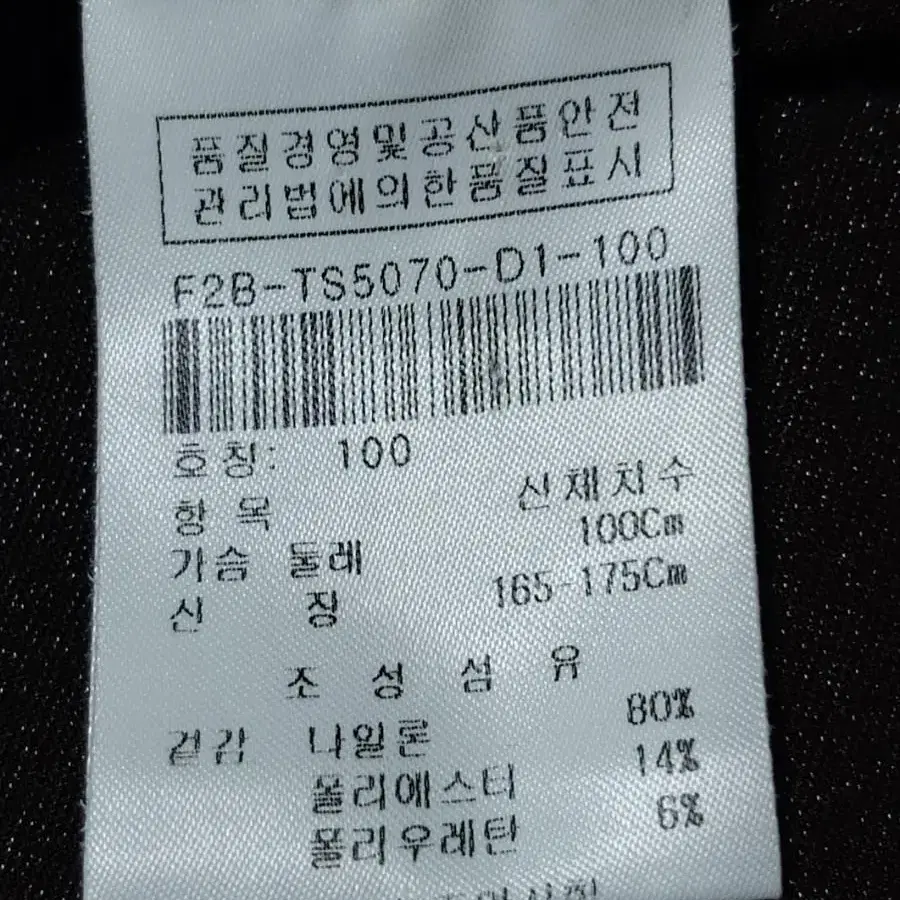 품질경영및공산품안전
관리법에의한품질표시
F2B-TS5070-D1-100
호칭: 100
항 목 신체치수
가슴 둘레 100Cm
신 장 165-175Cm
조 성 섬 유
겉감 나일론 80%
폴리에스터 14%
폴리우레탄 6%